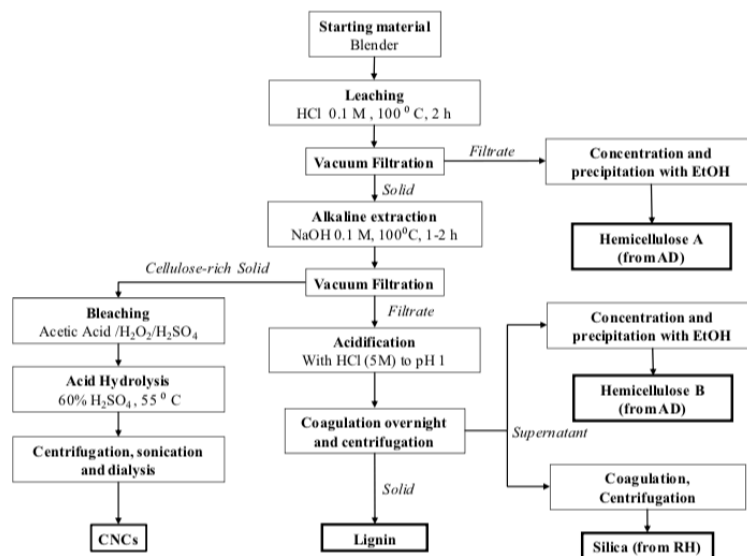 Starting material
Blender
Leaching
HCl 0.1 M , 100 ⁰ C, 2 h
Vacuum Filtration
Filtrate
Concentration and
precipitation with EtOH
Solid
Alkaline extraction
NaOH 0.1 M, 100⁰C, 1-2 h
Hemicellulose A
(from AD)
Cellulose-rich Solid
Vacuum Filtration
Filtrate
Bleaching
Acetic Acid /H₂O₂/H₂SO₄
Acidification
With HCl (5M) to pH 1
Concentration and
precipitation with EtOH
Acid Hydrolysis
60% H₂SO₄, 55 ⁰ C
Hemicellulose B
(from AD)
Coagulation overnight
and centrifugation
Supernatant
Centrifugation, sonication
and dialysis
Solid
Coagulation,
Centrifugation
CNCs
Lignin
Silica (from RH)